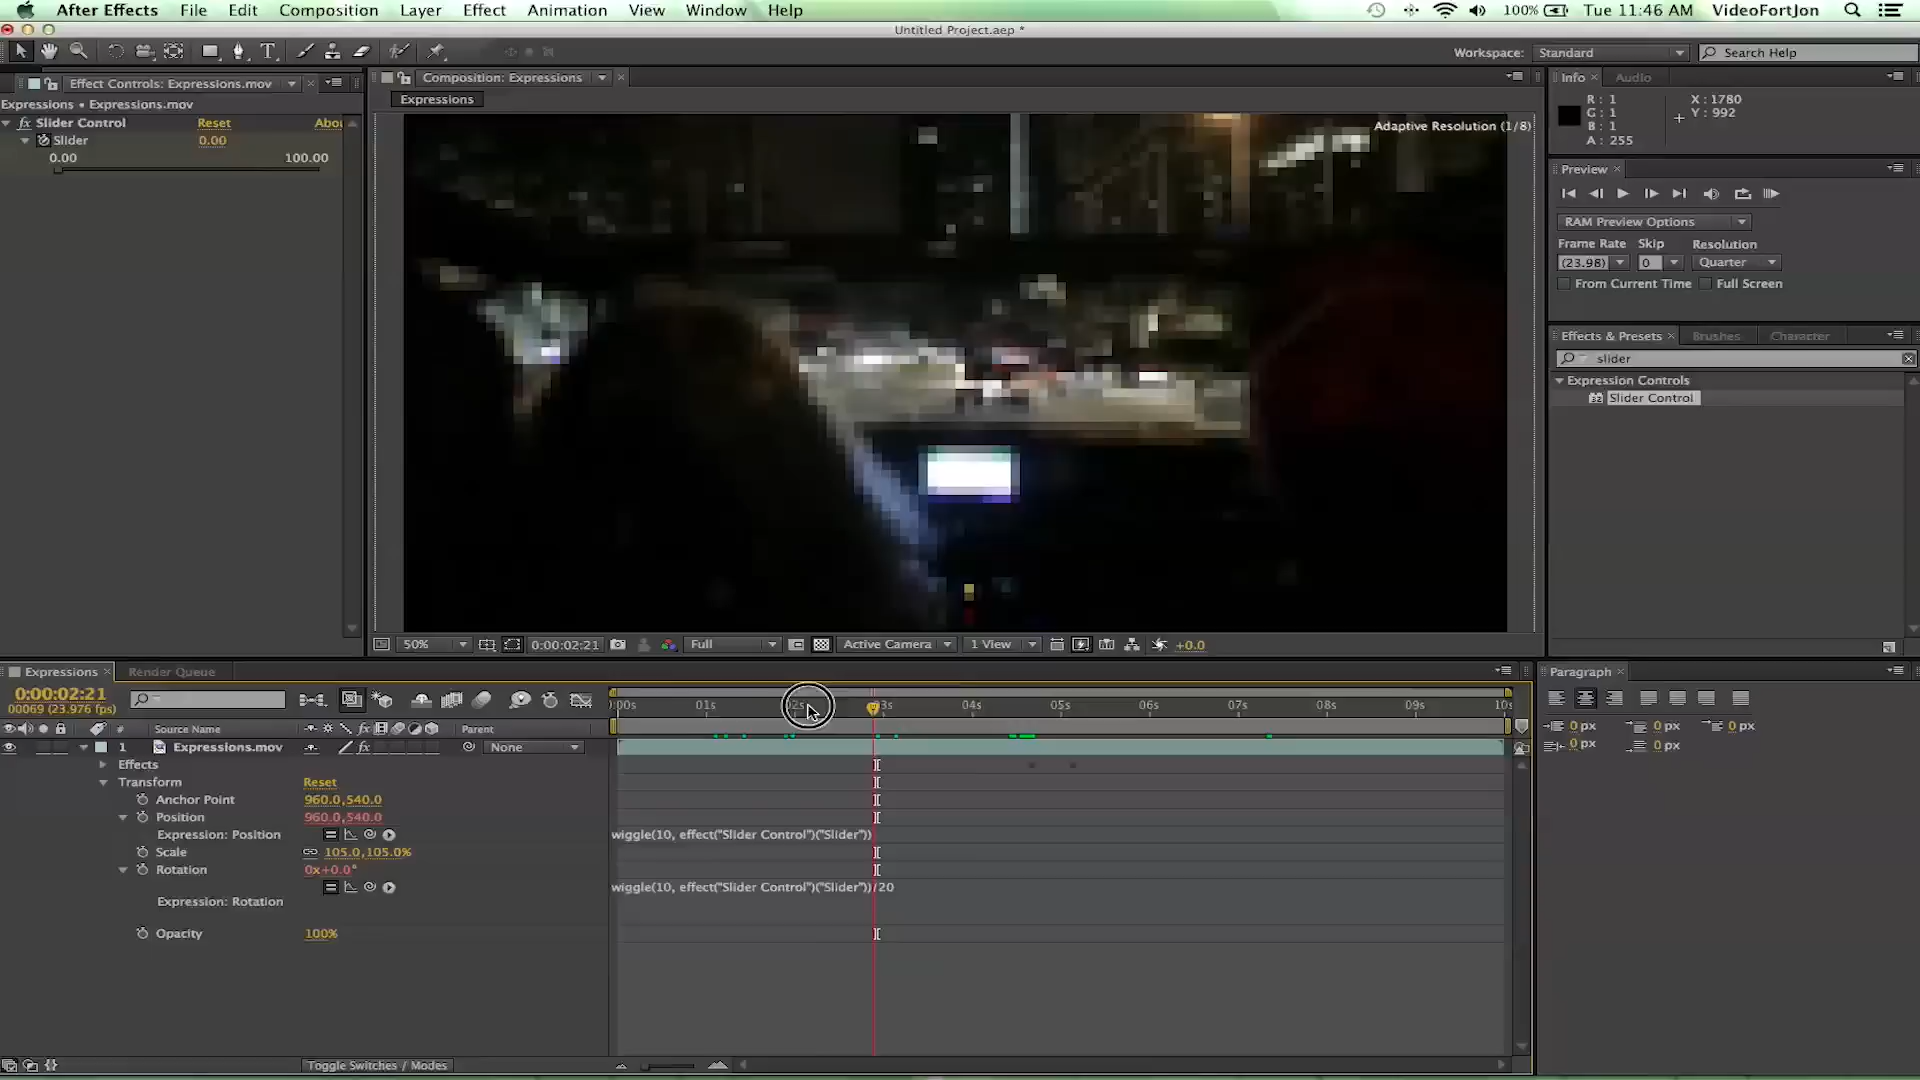 After Effects File Edit Composition Layer Effect Animation View Window Help 100% Tue 11:46 AM VideoFortJon
Untitled Project.aep *
Workspace: Standard Search Help
Effect Controls: Expressions.mov
Expressions • Expressions.mov
fx Slider Control Reset Abou
Slider 0.00
0.00 100.00
Composition: Expressions
Expressions
Adaptive Resolution (1/8)
50% 0:00:02:21 Full Active Camera 1 View +0.0
Info Audio
R: 1 X: 1780
G: 1 Y: 992
B: 1
A: 255
Preview
RAM Preview Options
Frame Rate Skip Resolution
(23.98) 0 Quarter
From Current Time Full Screen
Effects & Presets Brushes Character
slider
Expression Controls
Slider Control
Expressions Render Queue
0:00:02:21
00069 (23.976 fps)
):00s 01s 02s 03s 04s 05s 06s 07s 08s 09s 10s
# Source Name fx Parent
1 Expressions.mov fx None
Effects
Transform Reset
Anchor Point 960.0,540.0
Position 960.0,540.0
Expression: Position wiggle(10, effect("Slider Control")("Slider"))
Scale 105.0,105.0%
Rotation 0x+0.0°
wiggle(10, effect("Slider Control")("Slider"))/20
Expression: Rotation
Opacity 100%
Toggle Switches / Modes
Paragraph
0 px 0 px 0 px
0 px 0 px